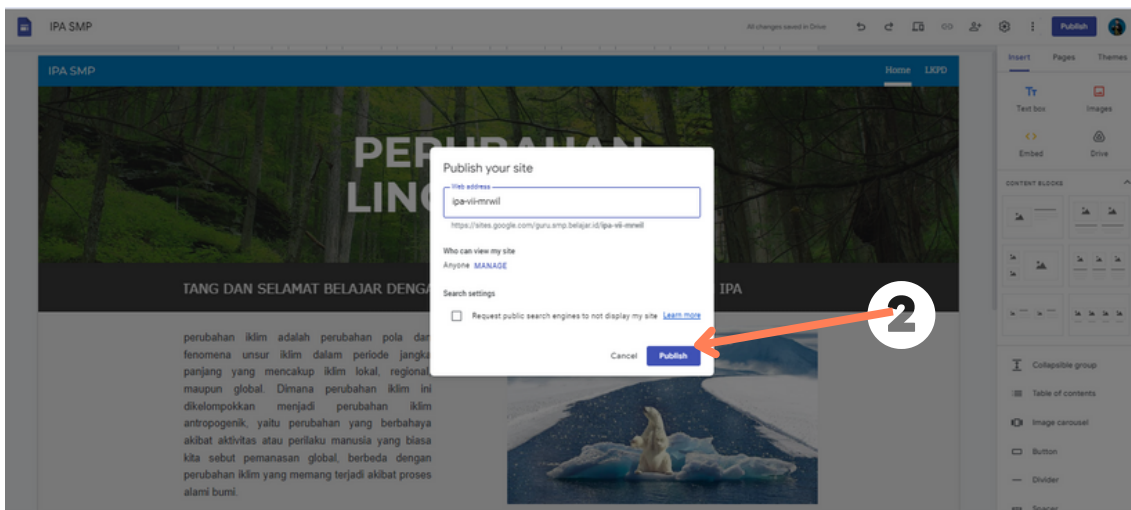 IPA SMP
All changes saved in Drive
Publish
IPA SMP
Home LKPD
Insert Pages Themes
Text box Images
Embed Drive
CONTENT BLOCKS
Collapsible group
Table of contents
Image carousel
Button
Divider
Spacer
PERUBAHAN
TANG DAN SELAMAT BELAJAR DENGA
IPA
perubahan iklim adalah perubahan pola dan
fenomena unsur iklim dalam periode jangka
panjang yang mencakup iklim lokal, regional,
maupun global. Dimana perubahan iklim ini
dikelompokkan menjadi perubahan iklim
antropogenik, yaitu perubahan yang berbahaya
akibat aktivitas atau perilaku manusia yang biasa
kita sebut pemanasan global, berbeda dengan
perubahan iklim yang memang terjadi akibat proses
alami bumi.
Publish your site
Web address
ipa-vii-mrwil
https://sites.google.com/guru.smp.belajar.id/ipa-vii-mrwil
Who can view my site
Anyone MANAGE
Search settings
Request public search engines to not display my site Learn more
Cancel Publish
2